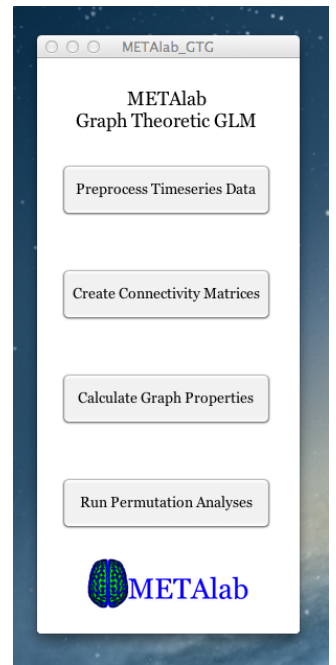 METAlab_GTG
METAlab
Graph Theoretic GLM
Preprocess Timeseries Data
Create Connectivity Matrices
Calculate Graph Properties
Run Permutation Analyses
METAlab